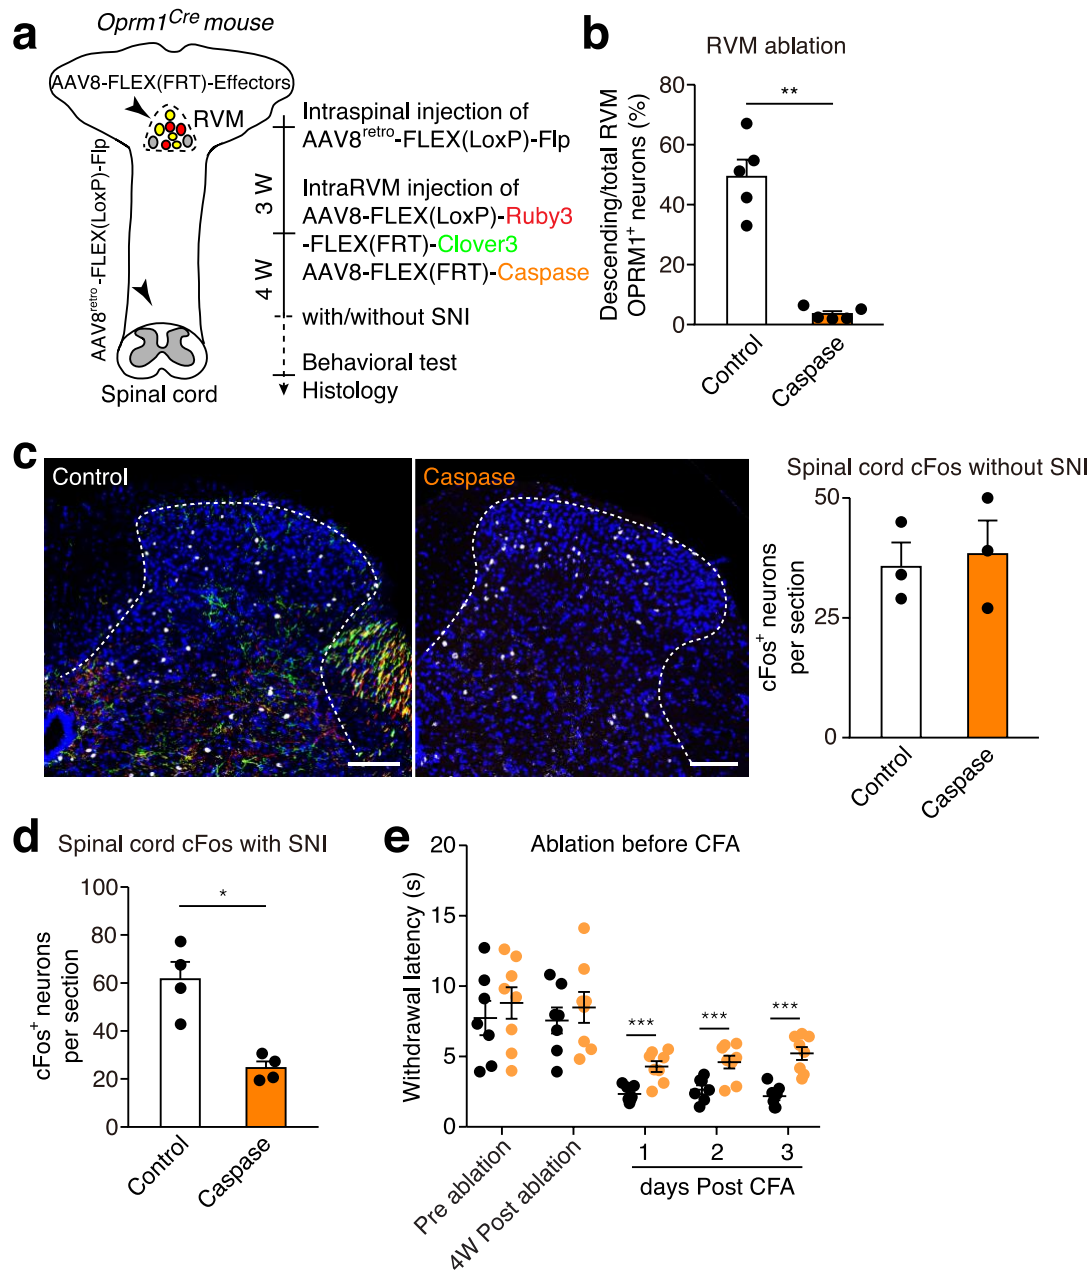 a
Oprm1Cre mouse
AAV8-FLEX(FRT)-Effectors
RVM
AAV8retro-FLEX(LoxP)-Flp
Spinal cord
3 W
4 W
Intraspinal injection of
AAV8retro-FLEX(LoxP)-Flp
IntraRVM injection of
AAV8-FLEX(LoxP)-Ruby3
-FLEX(FRT)-Clover3
AAV8-FLEX(FRT)-Caspase
with/without SNI
Behavioral test
Histology
b
RVM ablation
Descending/total RVM
OPRM1+ neurons (%)
80
60
40
20
0
**
Control
Caspase
c
Control
Caspase
Spinal cord cFos without SNI
cFos+ neurons
per section
50
25
0
Control
Caspase
d
Spinal cord cFos with SNI
cFos+ neurons
per section
100
80
60
40
20
0
*
Control
Caspase
e
Ablation before CFA
Withdrawal latency (s)
20
15
10
5
0
***
***
***
Pre ablation
4W Post ablation
1 2 3
days Post CFA